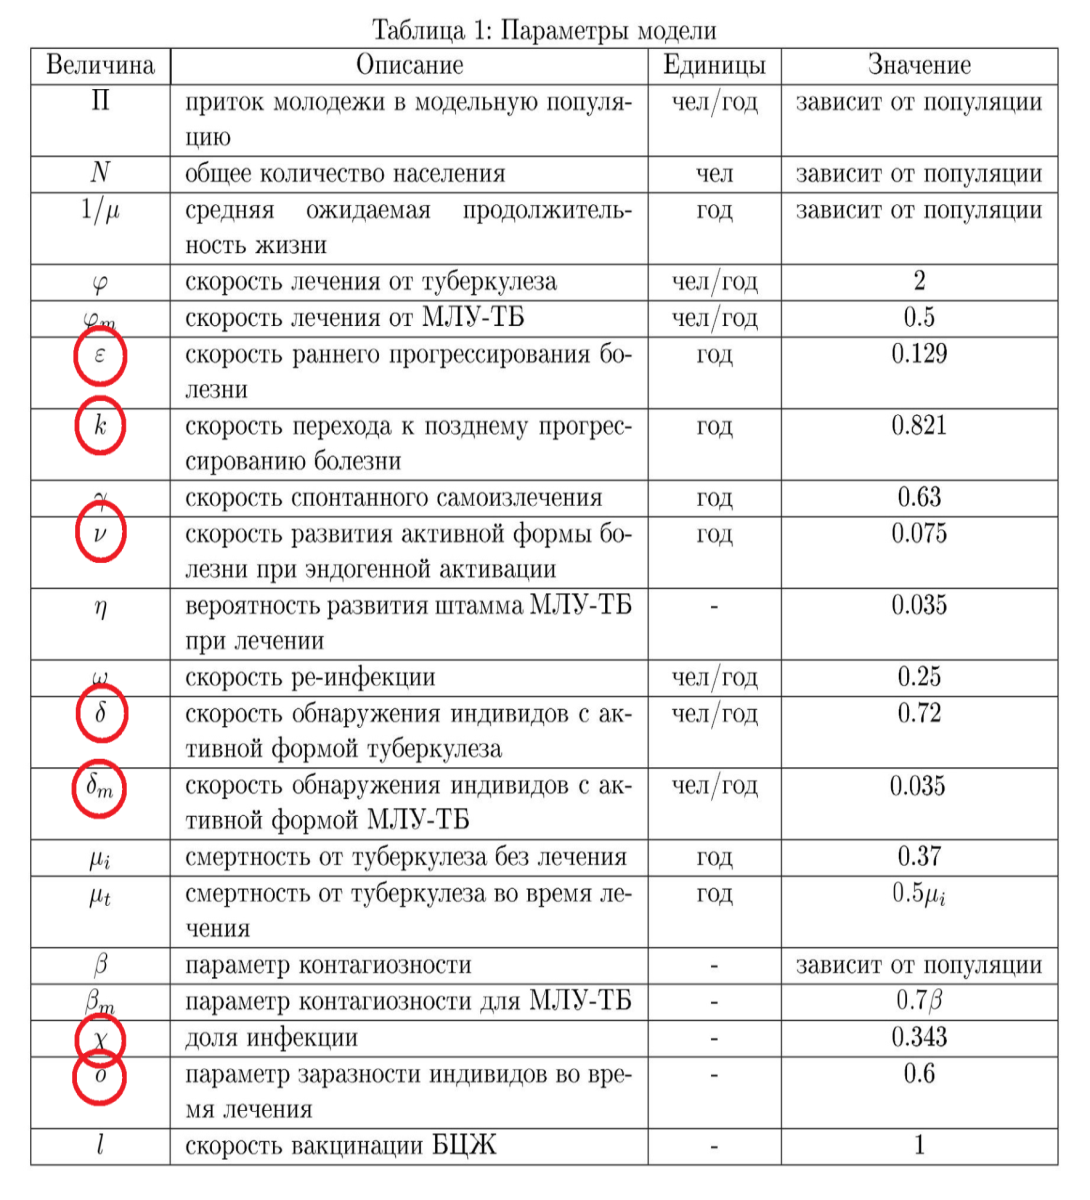 Таблица 1: Параметры модели
Величина Описание Единицы Значение
Π приток молодежи в модельную популя- чел/год зависит от популяции
цию
N общее количество населения чел зависит от популяции
1/μ средняя ожидаемая продолжитель- год зависит от популяции
ность жизни
φ скорость лечения от туберкулеза чел/год 2
φm скорость лечения от МЛУ-ТБ чел/год 0.5
ε скорость раннего прогрессирования бо- год 0.129
лезни
k скорость перехода к позднему прогрес- год 0.821
сированию болезни
γ скорость спонтанного самоизлечения год 0.63
ν скорость развития активной формы бо- год 0.075
лезни при эндогенной активации
η вероятность развития штамма МЛУ-ТБ - 0.035
при лечении
ω скорость ре-инфекции чел/год 0.25
δ скорость обнаружения индивидов с ак- чел/год 0.72
тивной формой туберкулеза
δm скорость обнаружения индивидов с ак- чел/год 0.035
тивной формой МЛУ-ТБ
μi смертность от туберкулеза без лечения год 0.37
μt смертность от туберкулеза во время ле- год 0.5μi
чения
β параметр контагиозности - зависит от популяции
βm параметр контагиозности для МЛУ-ТБ - 0.7β
χ доля инфекции - 0.343
o параметр заразности индивидов во вре- - 0.6
мя лечения
l скорость вакцинации БЦЖ - 1